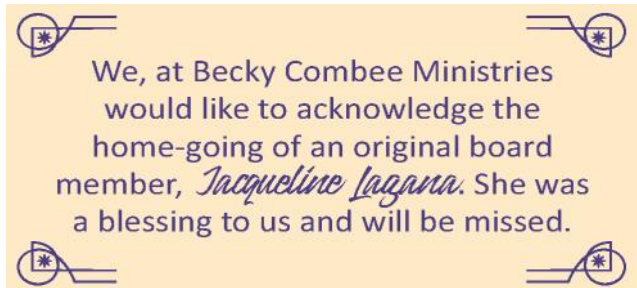 We, at Becky Combee Ministries
would like to acknowledge the
home-going of an original board
member, Jacqueline Lagana. She was
a blessing to us and will be missed.